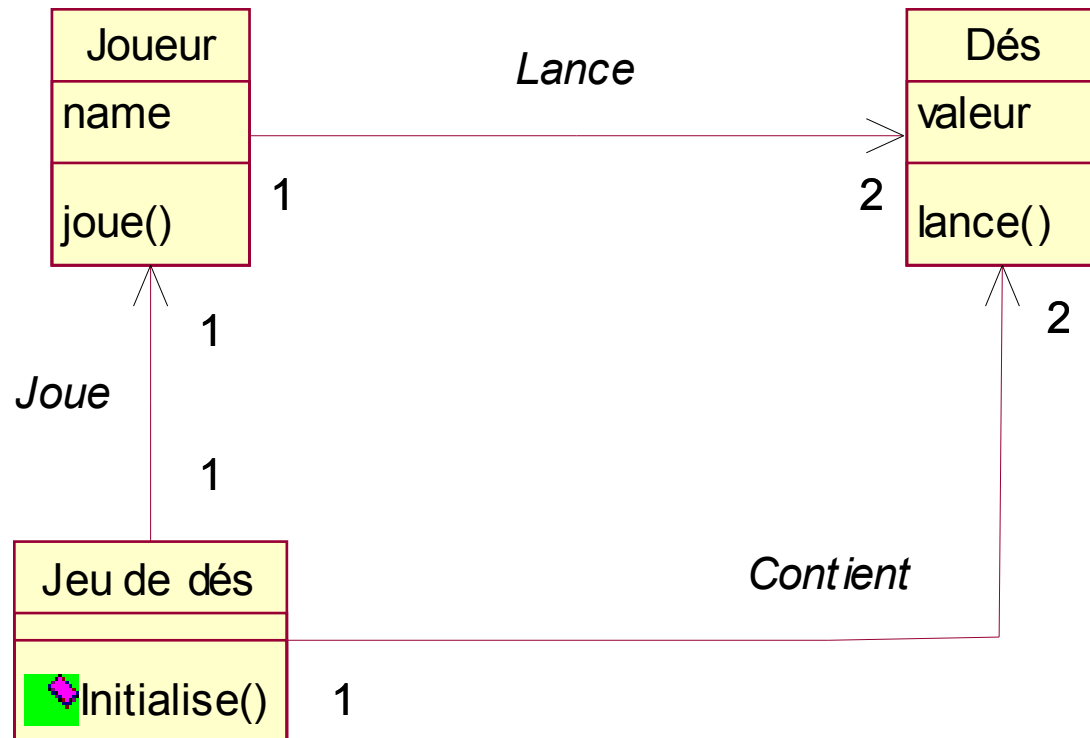 Joueur
name
joue()
Lance
1
2
Dés
valeur
lance()
1
Joue
1
2
Jeu de dés
Initialise()
1
Contient